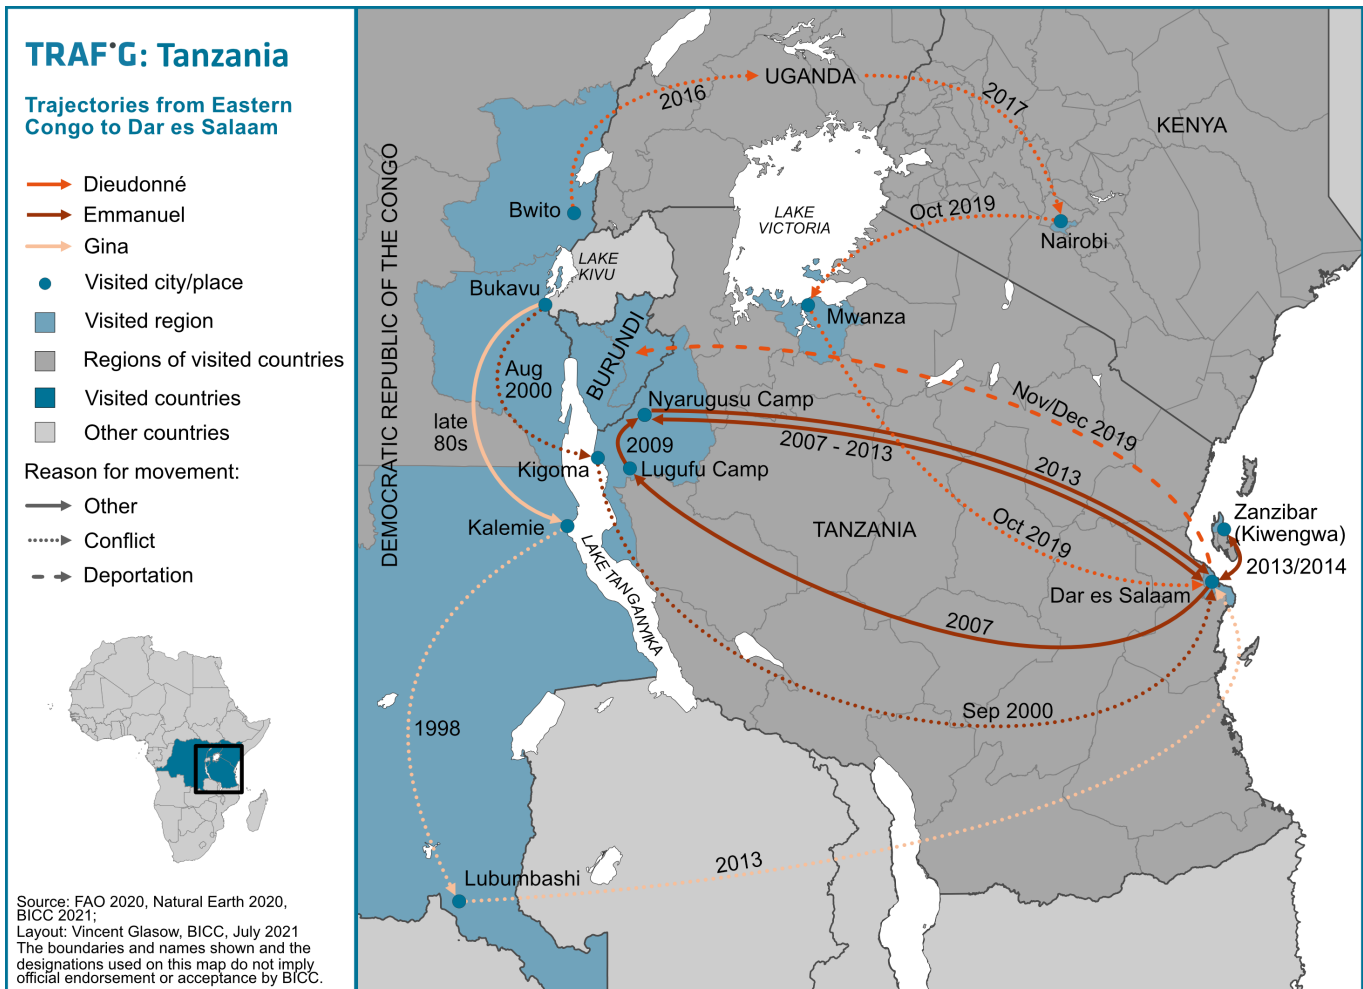 TRAFIG: Tanzania
Trajectories from Eastern
Congo to Dar es Salaam
Dieudonné
Emmanuel
Gina
Visited city/place
Visited region
Regions of visited countries
Visited countries
Other countries
Reason for movement:
Other
Conflict
Deportation
Source: FAO 2020, Natural Earth 2020,
BICC 2021;
Layout: Vincent Glasow, BICC, July 2021
The boundaries and names shown and the
designations used on this map do not imply
official endorsement or acceptance by BICC.
DEMOCRATIC REPUBLIC OF THE CONGO
UGANDA
2016
2017
KENYA
Bwito
LAKE
VICTORIA
Oct 2019
Nairobi
LAKE
KIVU
Bukavu
Mwanza
BURUNDI
Aug
2000
Nyarugusu Camp
Nov/Dec 2019
late
80s
2009
2007 - 2013
2013
Kigoma
Lugufu Camp
Kalemie
TANZANIA
Oct 2019
Zanzibar
(Kiwengwa)
2013/2014
LAKE TANGANYIKA
Dar es Salaam
2007
Sep 2000
1998
2013
Lubumbashi